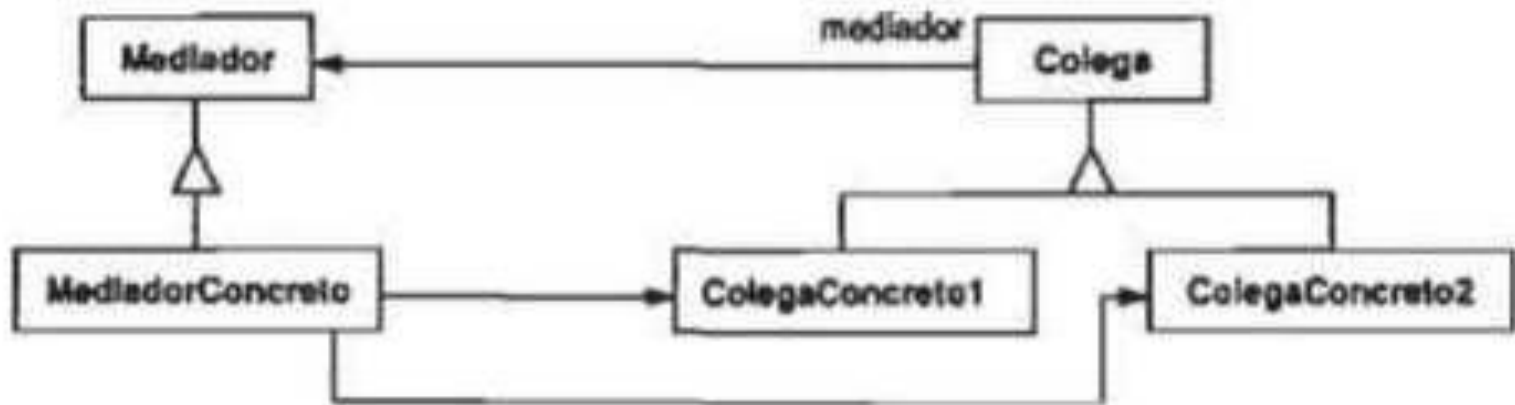 mediador
Mediador
Colega
MediadorConcreto
ColegaConcreto1
ColegaConcreto2